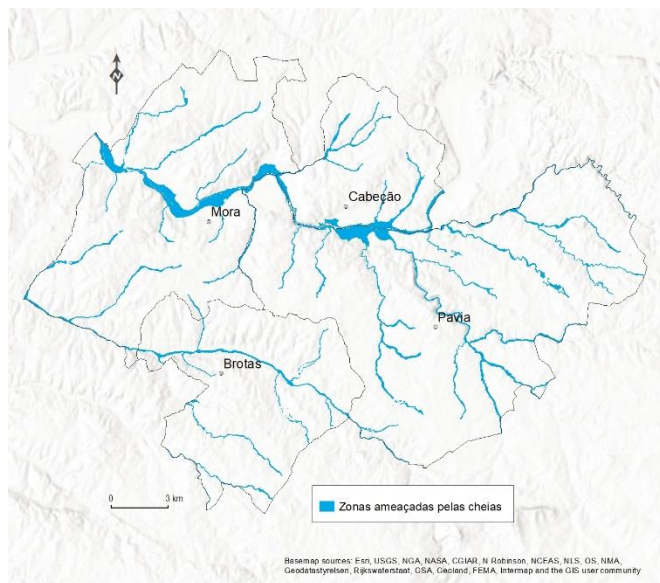 N
Cabeção
Mora
Pavia
Brotas
0 3 km
Zonas ameaçadas pelas cheias
Basemap sources: Esri, USGS, NGA, NASA, CGIAR, N Robinson, NCEAS, NLS, OS, NMA,
Geodatastyrelsen, Rijkswaterstaat, GSA, Geoland, FEMA, Intermap and the GIS user community